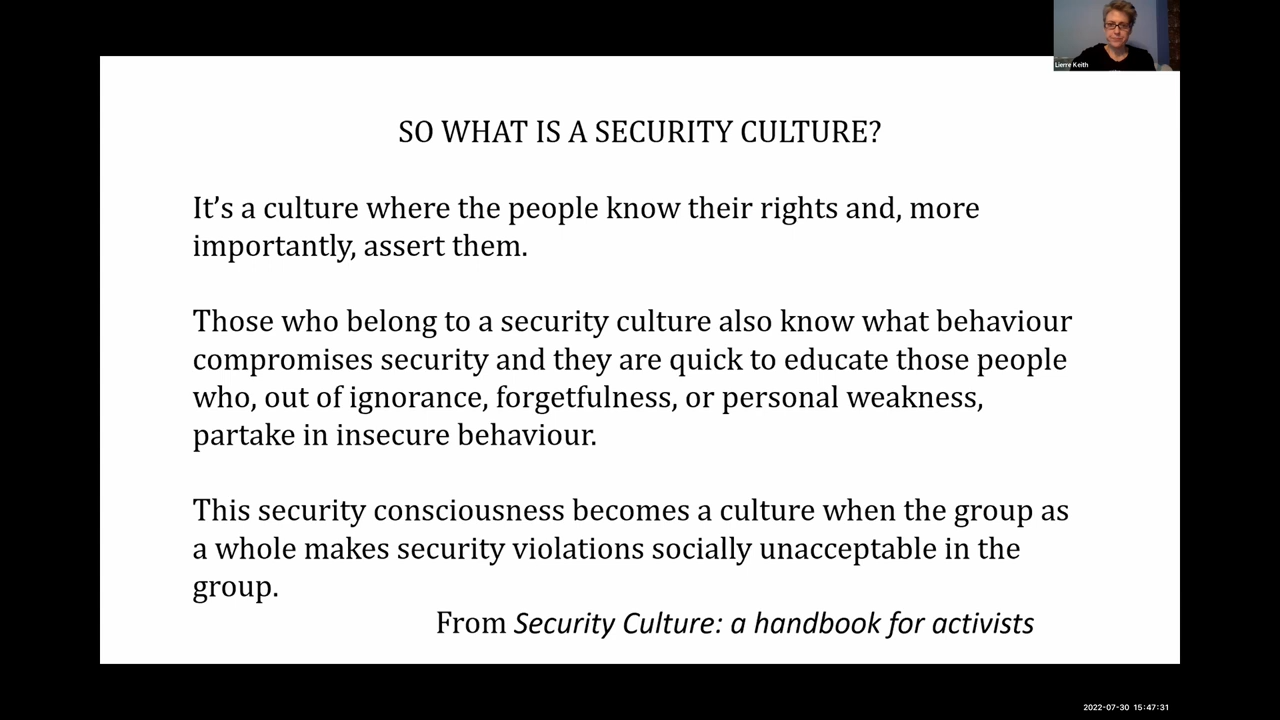 Lierre Keith
SO WHAT IS A SECURITY CULTURE?
It’s a culture where the people know their rights and, more
importantly, assert them.
Those who belong to a security culture also know what behaviour
compromises security and they are quick to educate those people
who, out of ignorance, forgetfulness, or personal weakness,
partake in insecure behaviour.
This security consciousness becomes a culture when the group as
a whole makes security violations socially unacceptable in the
group.
From Security Culture: a handbook for activists
2022-07-30 15:47:31